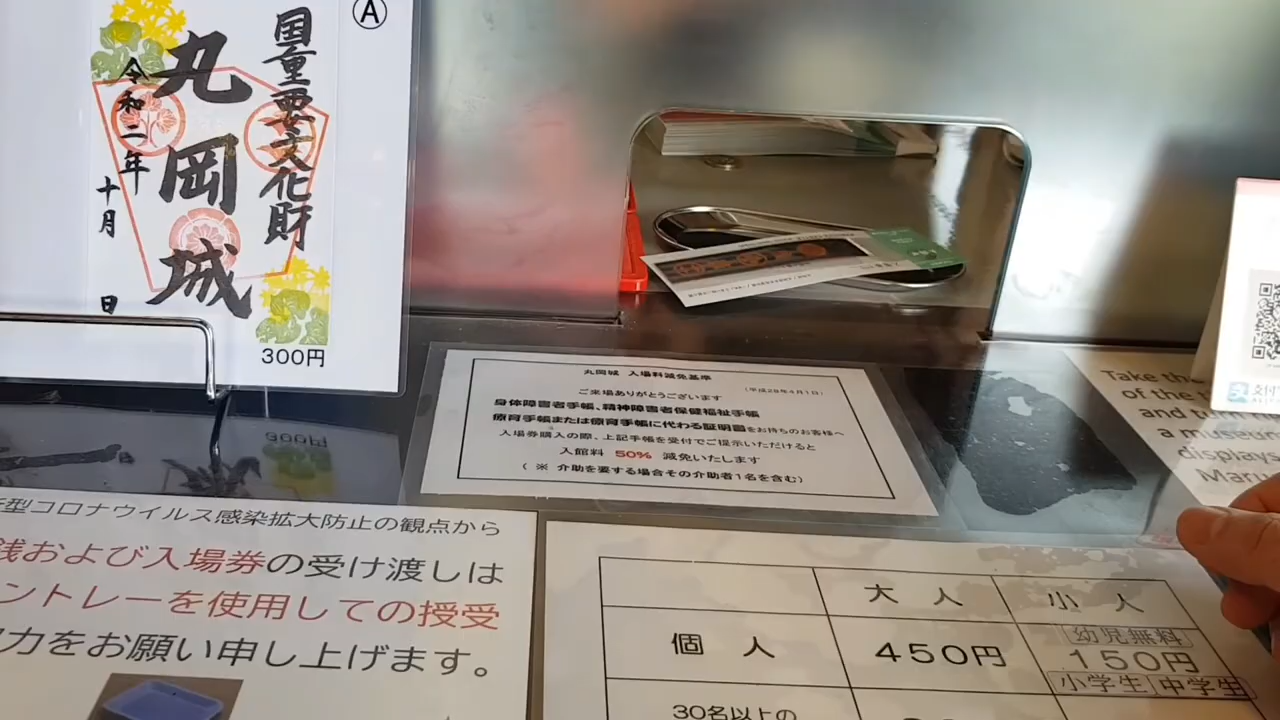 Ⓐ
国重要文化財
丸岡城
令和二年
十月 日
300円
丸岡城 入場料減免基準
(平成28年4月1日)
ご来場ありがとうございます
身体障害者手帳、精神障害者保健福祉手帳
療育手帳または療育手帳に代わる証明書をお持ちのお客様へ
入場券購入の際、上記手帳を受付でご提示いただけると
入館料 50% 減免いたします
(※ 介助を要する場合その介助者1名を含む)
Take the
of the
and t
a museum
displays
Maru
型コロナウイルス感染拡大防止の観点から
銭および入場券の受け渡しは
ントレーを使用しての授受
力をお願い申し上げます。
大人 小人
個人 450円 幼児無料
150円
小学生 中学生
30名以上の
支付